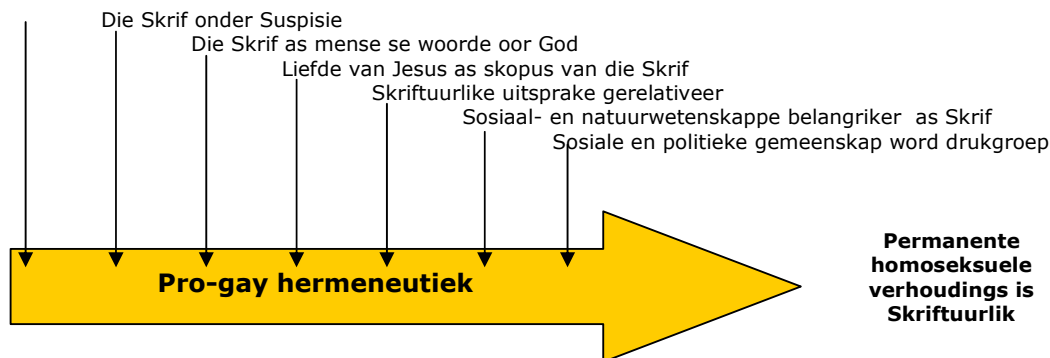 Die Skrif onder Suspisie
Die Skrif as mense se woorde oor God
Liefde van Jesus as skopus van die Skrif
Skriftuurlike uitsprake gerelativeer
Sosiaal- en natuurwetenskappe belangriker as Skrif
Sosiale en politieke gemeenskap word drukgroep
Pro-gay hermeneutiek
Permanente
homoseksuele
verhoudings is
Skriftuurlik